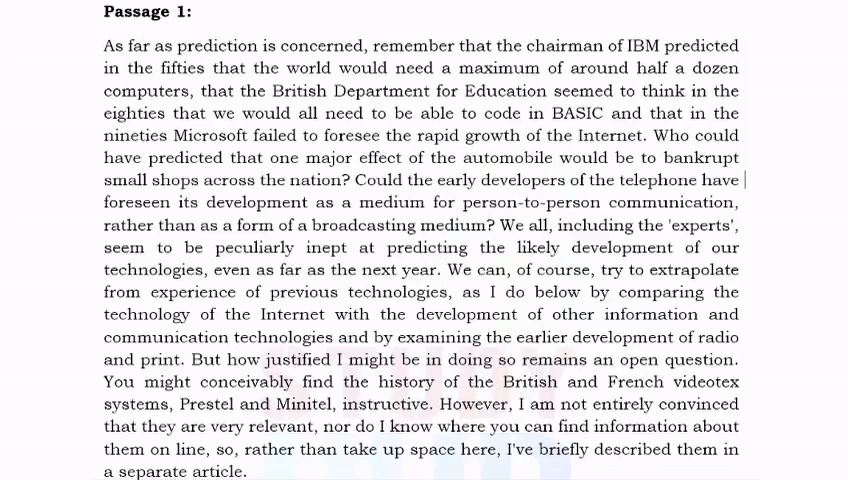 Passage 1:
As far as prediction is concerned, remember that the chairman of IBM predicted
in the fifties that the world would need a maximum of around half a dozen
computers, that the British Department for Education seemed to think in the
eighties that we would all need to be able to code in BASIC and that in the
nineties Microsoft failed to foresee the rapid growth of the Internet. Who could
have predicted that one major effect of the automobile would be to bankrupt
small shops across the nation? Could the early developers of the telephone have
foreseen its development as a medium for person-to-person communication,
rather than as a form of a broadcasting medium? We all, including the 'experts',
seem to be peculiarly inept at predicting the likely development of our
technologies, even as far as the next year. We can, of course, try to extrapolate
from experience of previous technologies, as I do below by comparing the
technology of the Internet with the development of other information and
communication technologies and by examining the earlier development of radio
and print. But how justified I might be in doing so remains an open question.
You might conceivably find the history of the British and French videotex
systems, Prestel and Minitel, instructive. However, I am not entirely convinced
that they are very relevant, nor do I know where you can find information about
them on line, so, rather than take up space here, I've briefly described them in
a separate article.